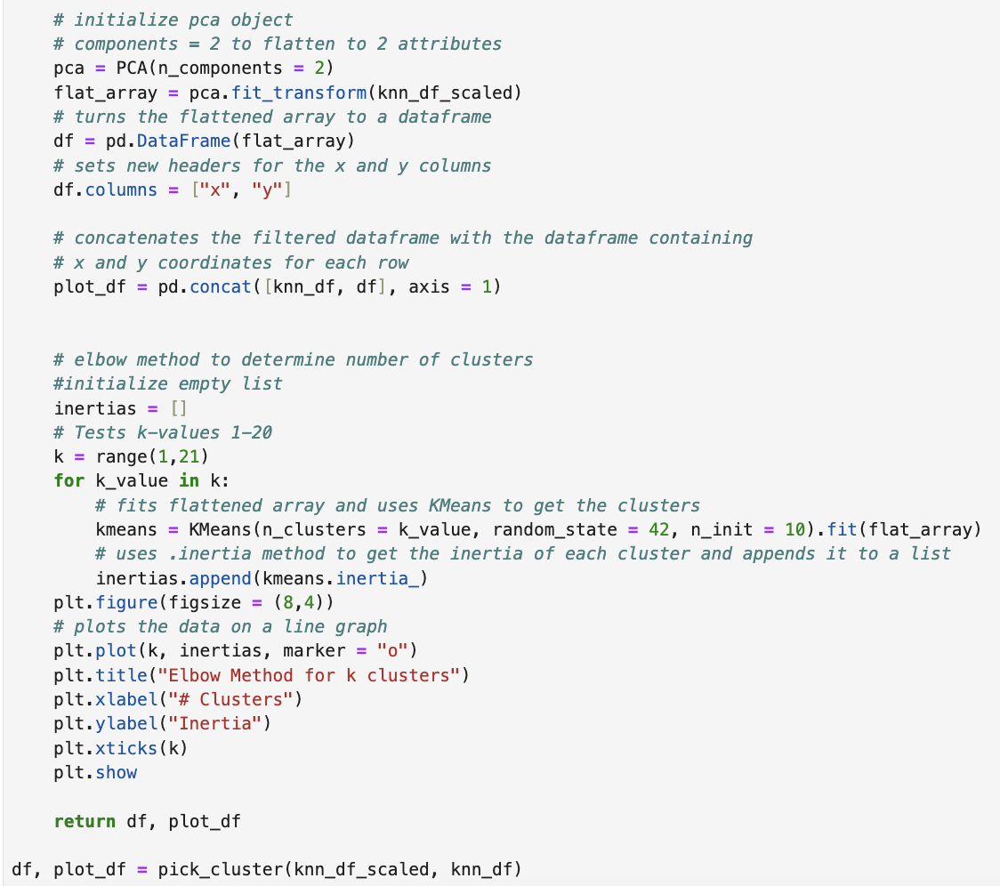 # initialize pca object
# components = 2 to flatten to 2 attributes
pca = PCA(n_components = 2)
flat_array = pca.fit_transform(knn_df_scaled)
# turns the flattened array to a dataframe
df = pd.DataFrame(flat_array)
# sets new headers for the x and y columns
df.columns = ["x", "y"]
# concatenates the filtered dataframe with the dataframe containing
# x and y coordinates for each row
plot_df = pd.concat([knn_df, df], axis = 1)
# elbow method to determine number of clusters
#initialize empty list
inertias = []
# Tests k-values 1-20
k = range(1,21)
for k_value in k:
# fits flattened array and uses KMeans to get the clusters
kmeans = KMeans(n_clusters = k_value, random_state = 42, n_init = 10).fit(flat_array)
# uses .inertia method to get the inertia of each cluster and appends it to a list
inertias.append(kmeans.inertia_)
plt.figure(figsize = (8,4))
# plots the data on a line graph
plt.plot(k, inertias, marker = "o")
plt.title("Elbow Method for k clusters")
plt.xlabel("# Clusters")
plt.ylabel("Inertia")
plt.xticks(k)
plt.show
return df, plot_df
df, plot_df = pick_cluster(knn_df_scaled, knn_df)